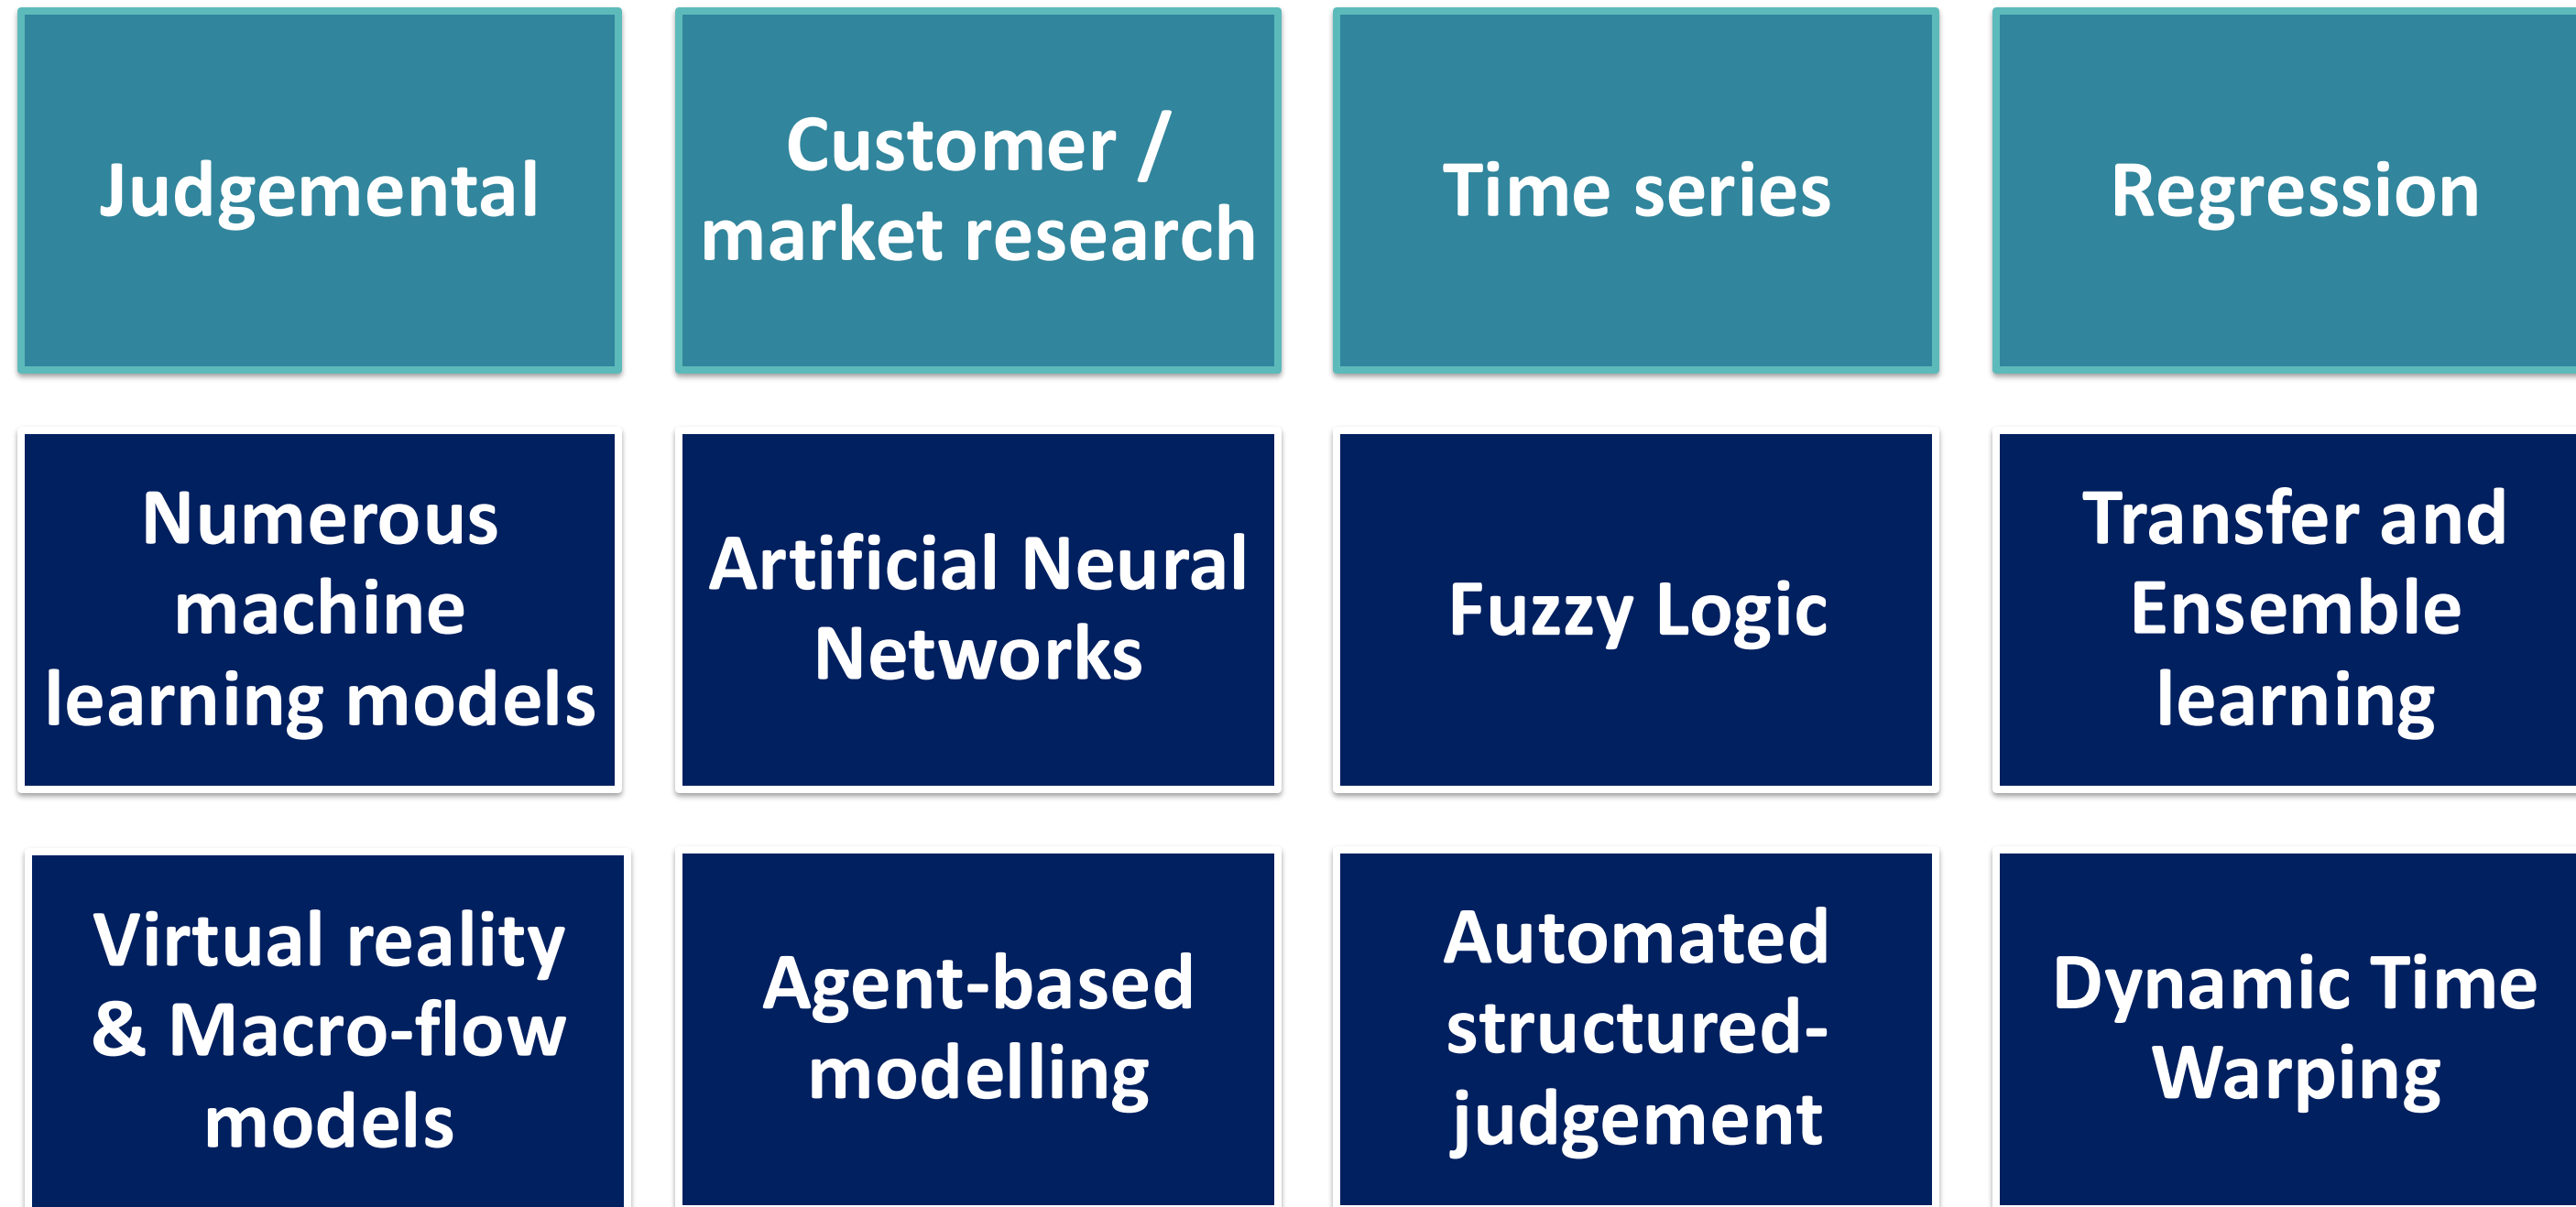 Judgemental
Customer /
market research
Time series
Regression
Numerous
machine
learning models
Artificial Neural
Networks
Fuzzy Logic
Transfer and
Ensemble
learning
Virtual reality
& Macro-flow
models
Agent-based
modelling
Automated
structured-
judgement
Dynamic Time
Warping